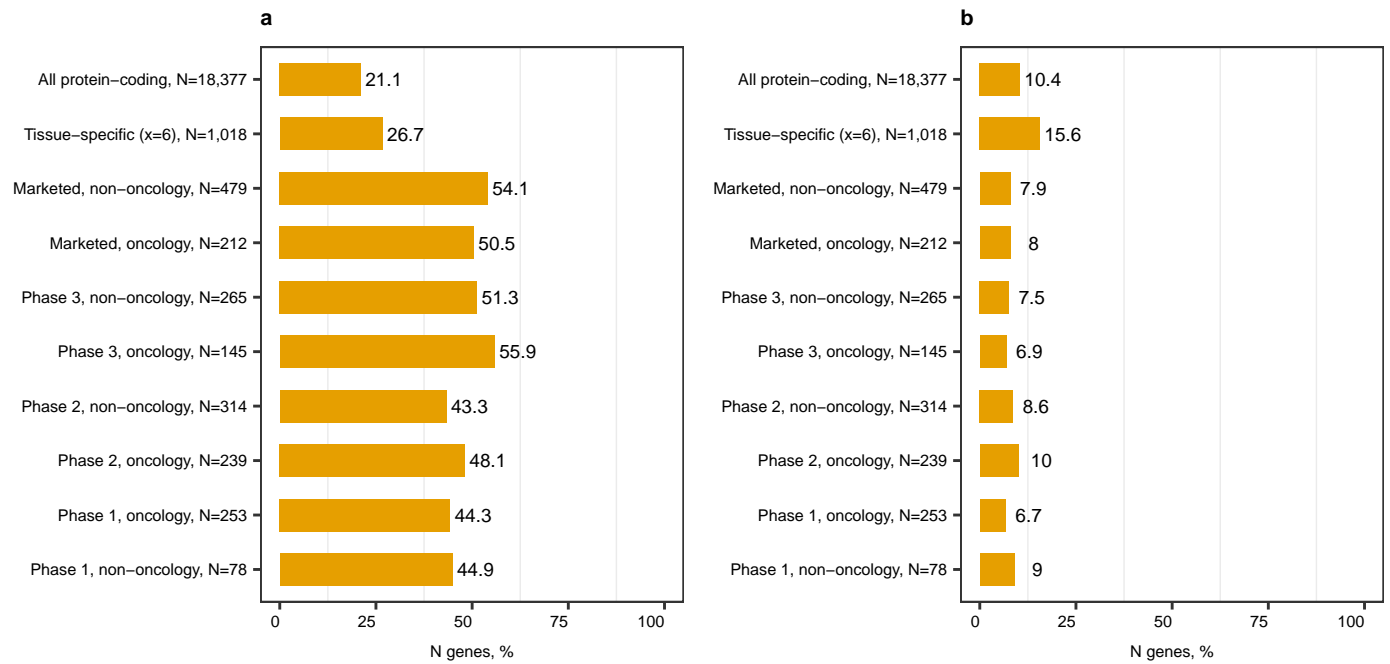 a
All protein−coding, N=18,377
21.1
Tissue−specific (x=6), N=1,018
26.7
Marketed, non−oncology, N=479
54.1
Marketed, oncology, N=212
50.5
Phase 3, non−oncology, N=265
51.3
Phase 3, oncology, N=145
55.9
Phase 2, non−oncology, N=314
43.3
Phase 2, oncology, N=239
48.1
Phase 1, oncology, N=253
44.3
Phase 1, non−oncology, N=78
44.9
0 25 50 75 100
N genes, %
b
All protein−coding, N=18,377
10.4
Tissue−specific (x=6), N=1,018
15.6
Marketed, non−oncology, N=479
7.9
Marketed, oncology, N=212
8
Phase 3, non−oncology, N=265
7.5
Phase 3, oncology, N=145
6.9
Phase 2, non−oncology, N=314
8.6
Phase 2, oncology, N=239
10
Phase 1, oncology, N=253
6.7
Phase 1, non−oncology, N=78
9
0 25 50 75 100
N genes, %